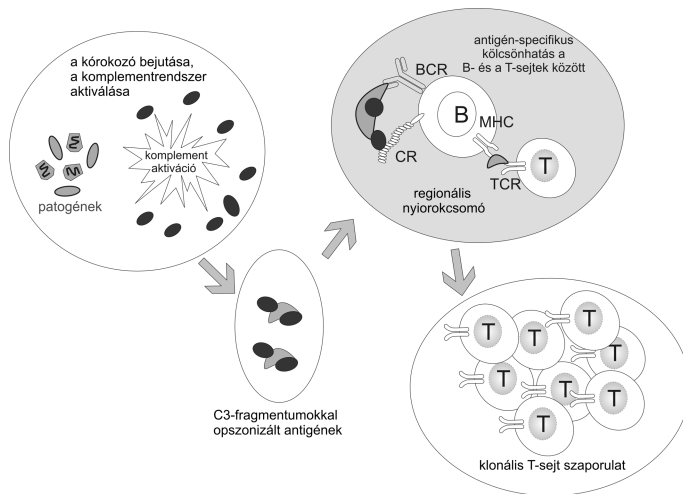 a kórokozó bejutása,
a komplementrendszer
aktiválása
komplement
aktiváció
patogének
C3-fragmentumokkal
opszonizált antigének
antigén-specifikus
kölcsönhatás a
B- és a T-sejtek között
BCR
B
MHC
CR
T
TCR
regionális
nyiorokcsomó
T
T
T
T
T
T
T
T
klonális T-sejt szaporulat